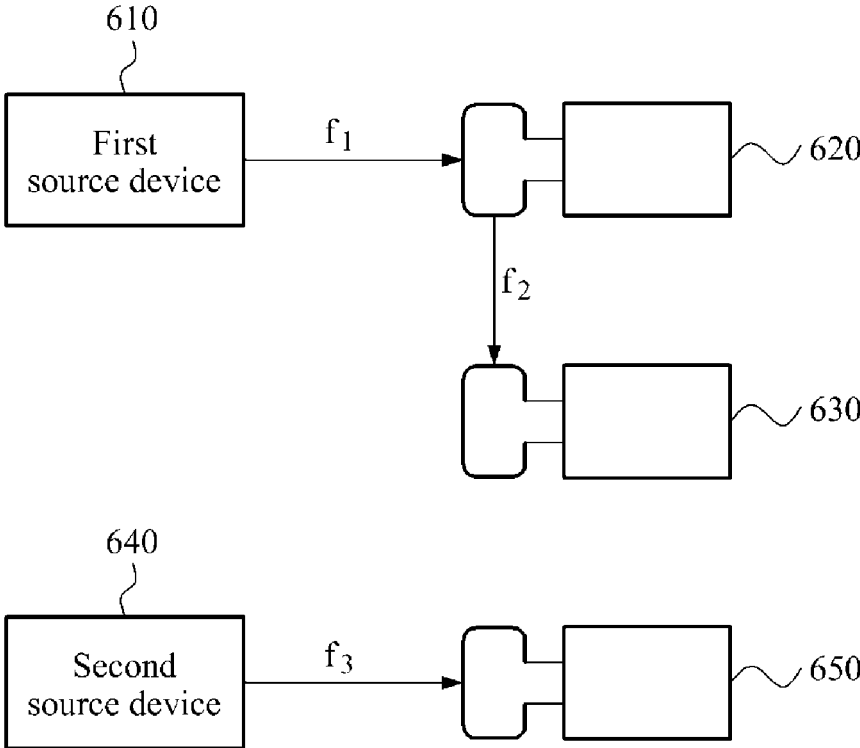 610
First
source device
f₁
620
f₂
630
640
Second
source device
f₃
650